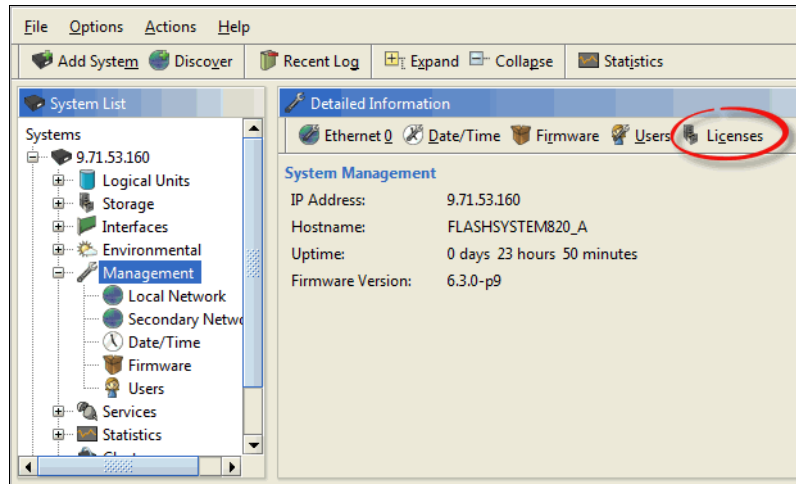 File Options Actions Help
Add System Discover Recent Log Expand Collapse Statistics
System List
Systems
9.71.53.160
Logical Units
Storage
Interfaces
Environmental
Management
Local Network
Secondary Netwo
Date/Time
Firmware
Users
Services
Statistics
Detailed Information
Ethernet 0 Date/Time Firmware Users Licenses
System Management
IP Address: 9.71.53.160
Hostname: FLASHSYSTEM820_A
Uptime: 0 days 23 hours 50 minutes
Firmware Version: 6.3.0-p9